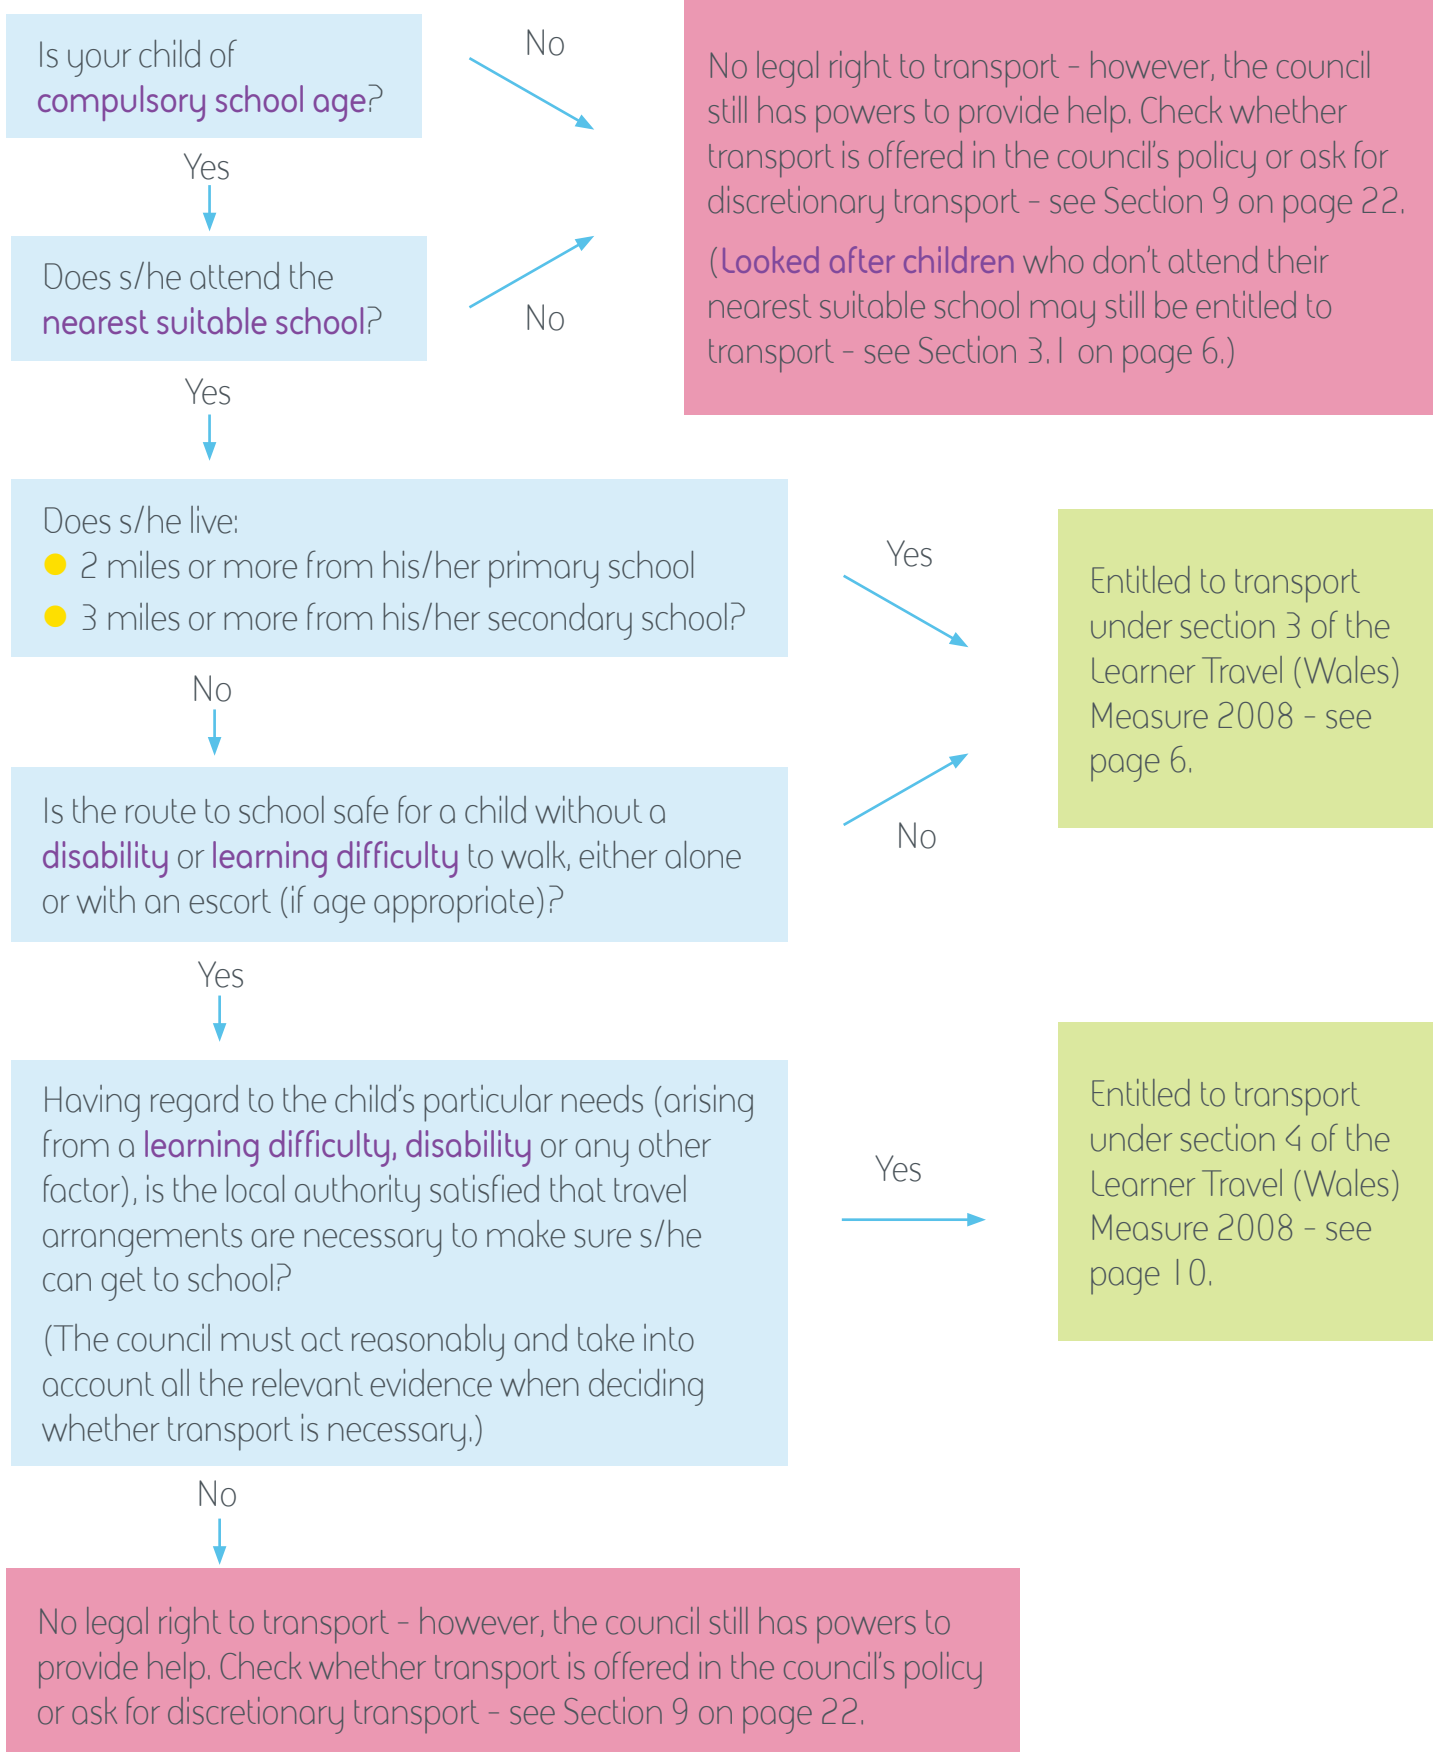 Is your child of
compulsory school age?
No
No legal right to transport – however, the council
still has powers to provide help. Check whether
transport is offered in the council's policy or ask for
discretionary transport – see Section 9 on page 22.
(Looked after children who don't attend their
nearest suitable school may still be entitled to
transport – see Section 3.1 on page 6.)
Yes
Does s/he attend the
nearest suitable school?
No
Yes
Does s/he live:
2 miles or more from his/her primary school
3 miles or more from his/her secondary school?
Yes
Entitled to transport
under section 3 of the
Learner Travel (Wales)
Measure 2008 – see
page 6.
No
Is the route to school safe for a child without a
disability or learning difficulty to walk, either alone
or with an escort (if age appropriate)?
No
Yes
Having regard to the child's particular needs (arising
from a learning difficulty, disability or any other
factor), is the local authority satisfied that travel
arrangements are necessary to make sure s/he
can get to school?
(The council must act reasonably and take into
account all the relevant evidence when deciding
whether transport is necessary.)
Yes
Entitled to transport
under section 4 of the
Learner Travel (Wales)
Measure 2008 – see
page 10.
No
No legal right to transport – however, the council still has powers to
provide help. Check whether transport is offered in the council's policy
or ask for discretionary transport – see Section 9 on page 22.